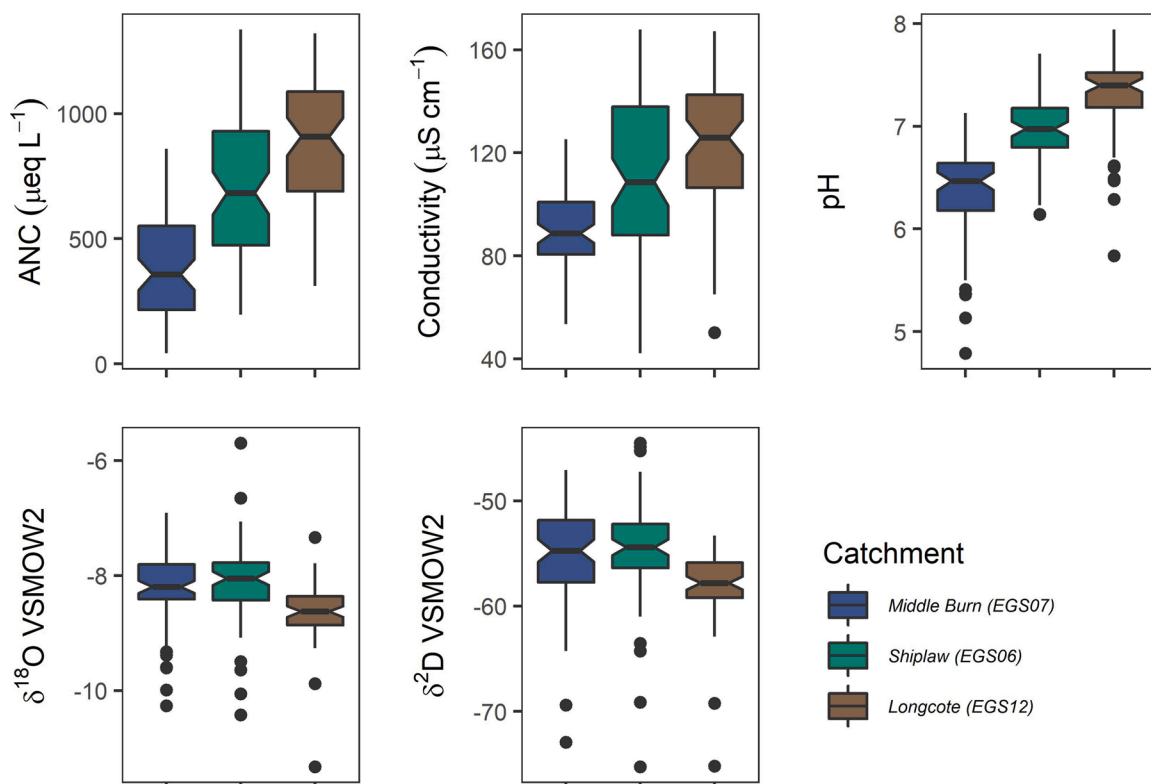 ANC (μeq L⁻¹)
1000
500
0
Conductivity (μS cm⁻¹)
160
120
80
40
pH
8
7
6
5
δ¹⁸O VSMOW2
-6
-8
-10
δ²D VSMOW2
-50
-60
-70
Catchment
Middle Burn (EGS07)
Shiplaw (EGS06)
Longcote (EGS12)